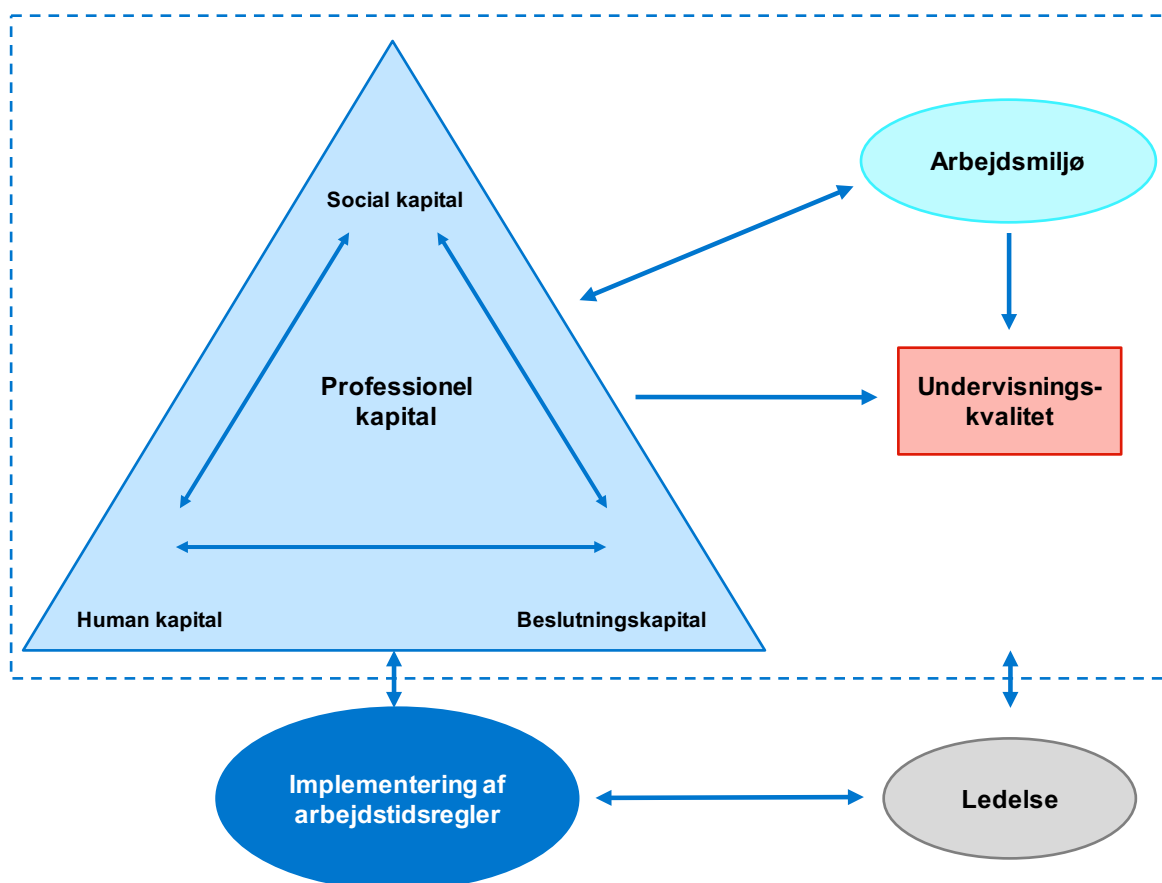 Arbejdsmiljø
Social kapital
Professionel
kapital
Undervisnings-
kvalitet
Human kapital
Beslutningskapital
Implementering af
arbejdstidsregler
Ledelse